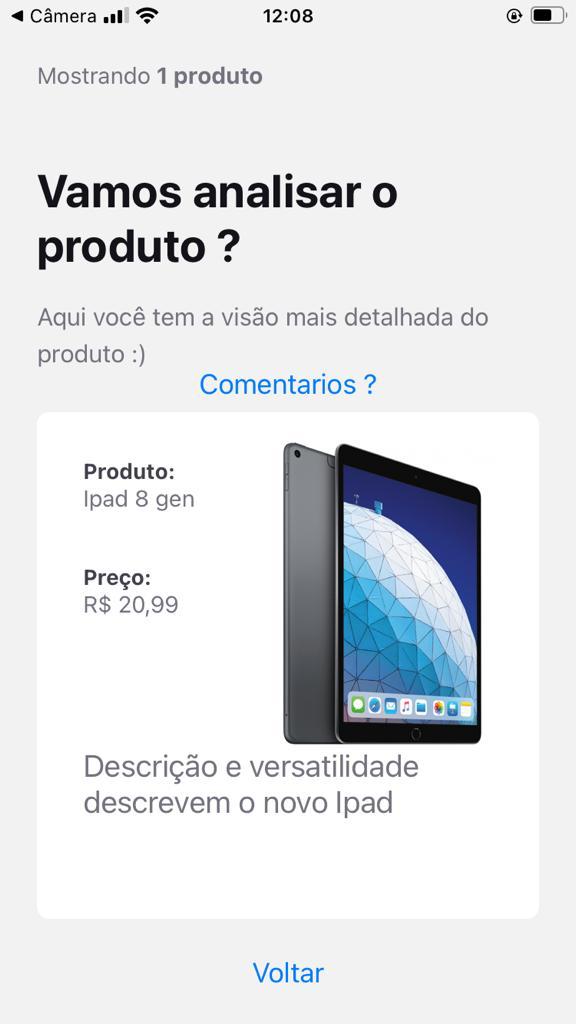 Câmera
12:08
Mostrando 1 produto
Vamos analisar o
produto ?
Aqui você tem a visão mais detalhada do
produto :)
Comentarios ?
Produto:
Ipad 8 gen
Preço:
R$ 20,99
Descrição e versatilidade
descrevem o novo Ipad
Voltar